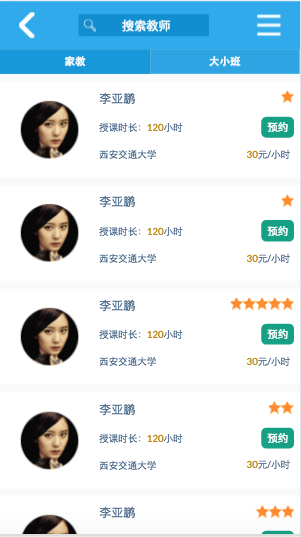 搜索教师
家教 大小班
李亚鹏
授课时长：120小时 预约
西安交通大学 30元/小时
李亚鹏
授课时长：120小时 预约
西安交通大学 30元/小时
李亚鹏
授课时长：120小时 预约
西安交通大学 30元/小时
李亚鹏
授课时长：120小时 预约
西安交通大学 30元/小时
李亚鹏